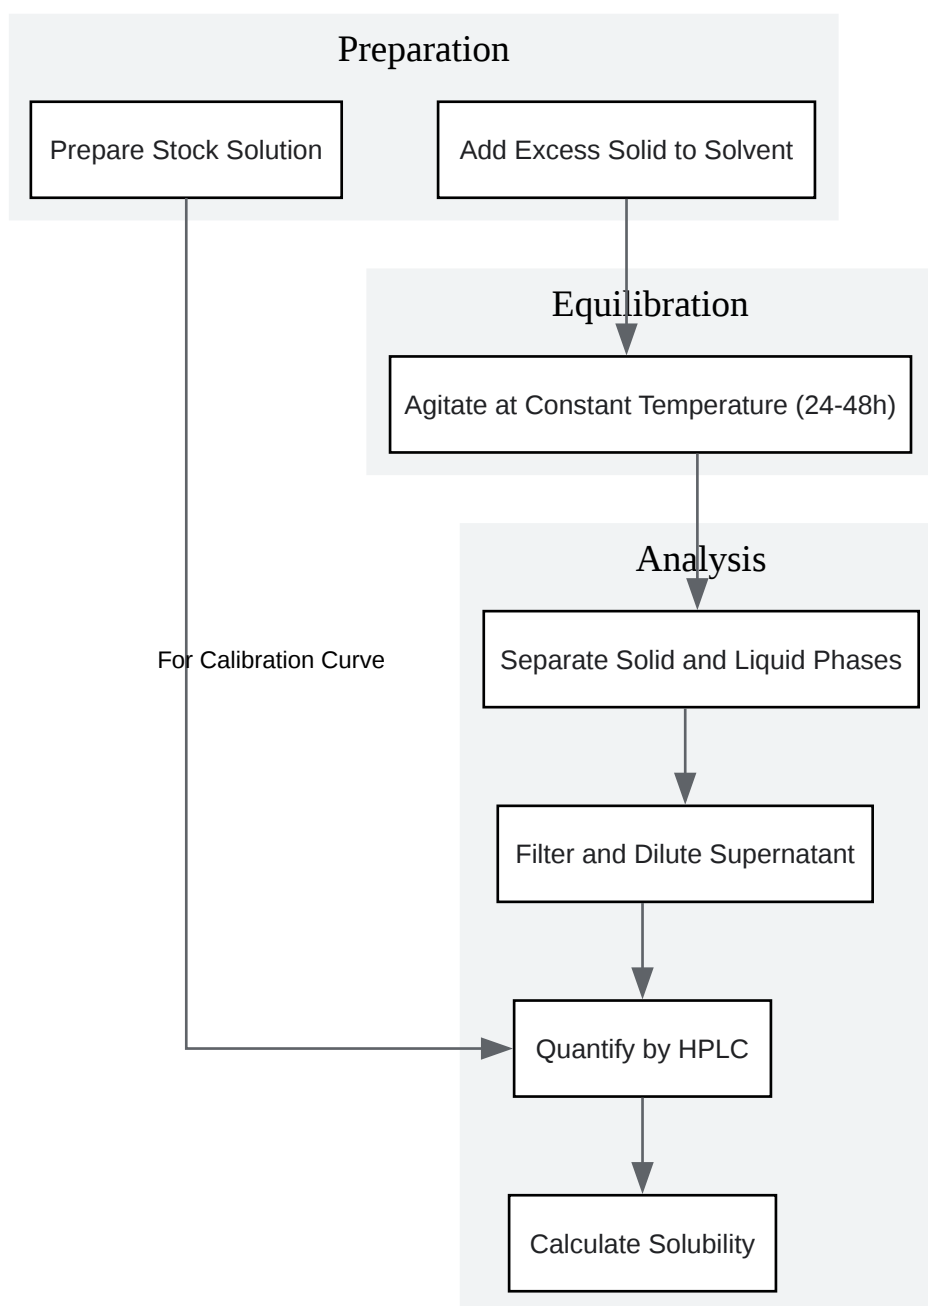 Preparation
Prepare Stock Solution
Add Excess Solid to Solvent
Equilibration
Agitate at Constant Temperature (24-48h)
Analysis
For Calibration Curve
Separate Solid and Liquid Phases
Filter and Dilute Supernatant
Quantify by HPLC
Calculate Solubility